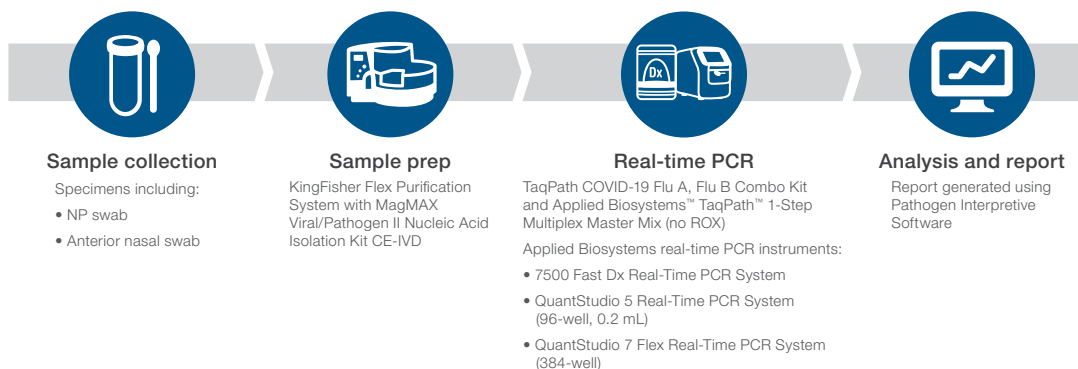 Dx
Sample collection
Specimens including:
• NP swab
• Anterior nasal swab
Sample prep
KingFisher Flex Purification
System with MagMAX
Viral/Pathogen II Nucleic Acid
Isolation Kit CE-IVD
Real-time PCR
TaqPath COVID-19 Flu A, Flu B Combo Kit
and Applied Biosystems™ TaqPath™ 1-Step
Multiplex Master Mix (no ROX)
Applied Biosystems real-time PCR instruments:
• 7500 Fast Dx Real-Time PCR System
• QuantStudio 5 Real-Time PCR System
(96-well, 0.2 mL)
• QuantStudio 7 Flex Real-Time PCR System
(384-well)
Analysis and report
Report generated using
Pathogen Interpretive
Software